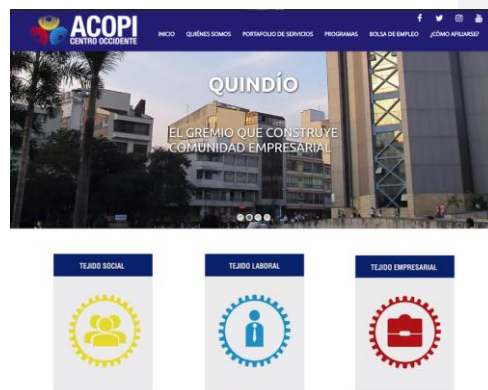 ACOPI
CENTRO OCCIDENTE
INICIO QUIÉNES SOMOS PORTAFOLIO DE SERVICIOS PROGRAMAS BOLSA DE EMPLEO ¿CÓMO AFILIARSE?
QUINDÍO
EL GREMIO QUE CONSTRUYE
COMUNIDAD EMPRESARIAL
TEJIDO SOCIAL TEJIDO LABORAL TEJIDO EMPRESARIAL